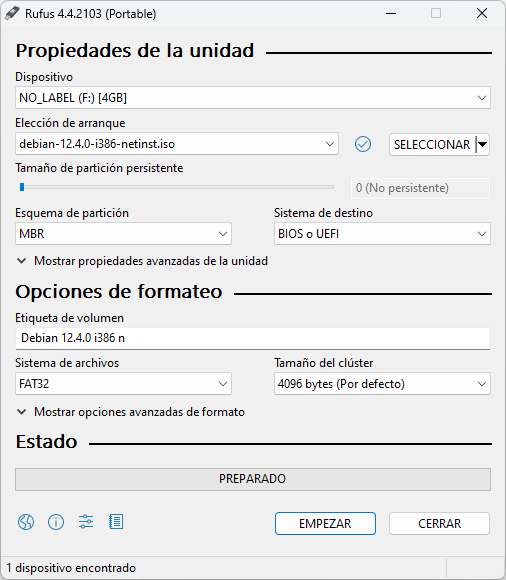 Rufus 4.4.2103 (Portable)
Propiedades de la unidad
Dispositivo
NO_LABEL (F:) [4GB]
Elección de arranque
debian-12.4.0-i386-netinst.iso
SELECCIONAR
Tamaño de partición persistente
0 (No persistente)
Esquema de partición
Sistema de destino
MBR
BIOS o UEFI
Mostrar propiedades avanzadas de la unidad
Opciones de formateo
Etiqueta de volumen
Debian 12.4.0 i386 n
Sistema de archivos
Tamaño del clúster
FAT32
4096 bytes (Por defecto)
Mostrar opciones avanzadas de formato
Estado
PREPARADO
EMPEZAR
CERRAR
1 dispositivo encontrado